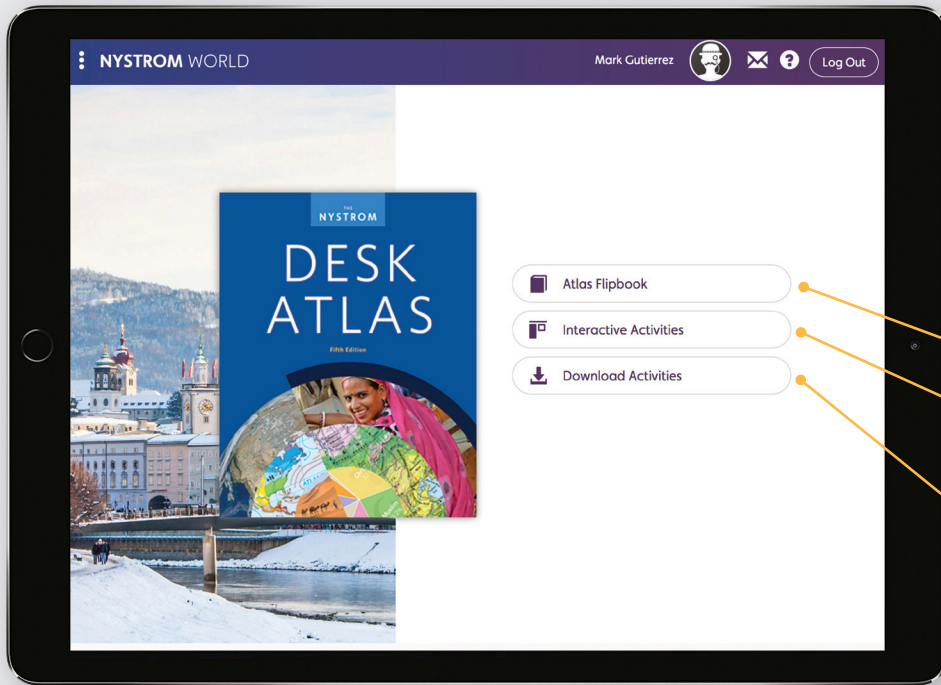 NYSTROM WORLD
Mark Gutierrez
?
Log Out
THE
NYSTROM
DESK
ATLAS
Fifth Edition
Atlas Flipbook
Interactive Activities
Download Activities